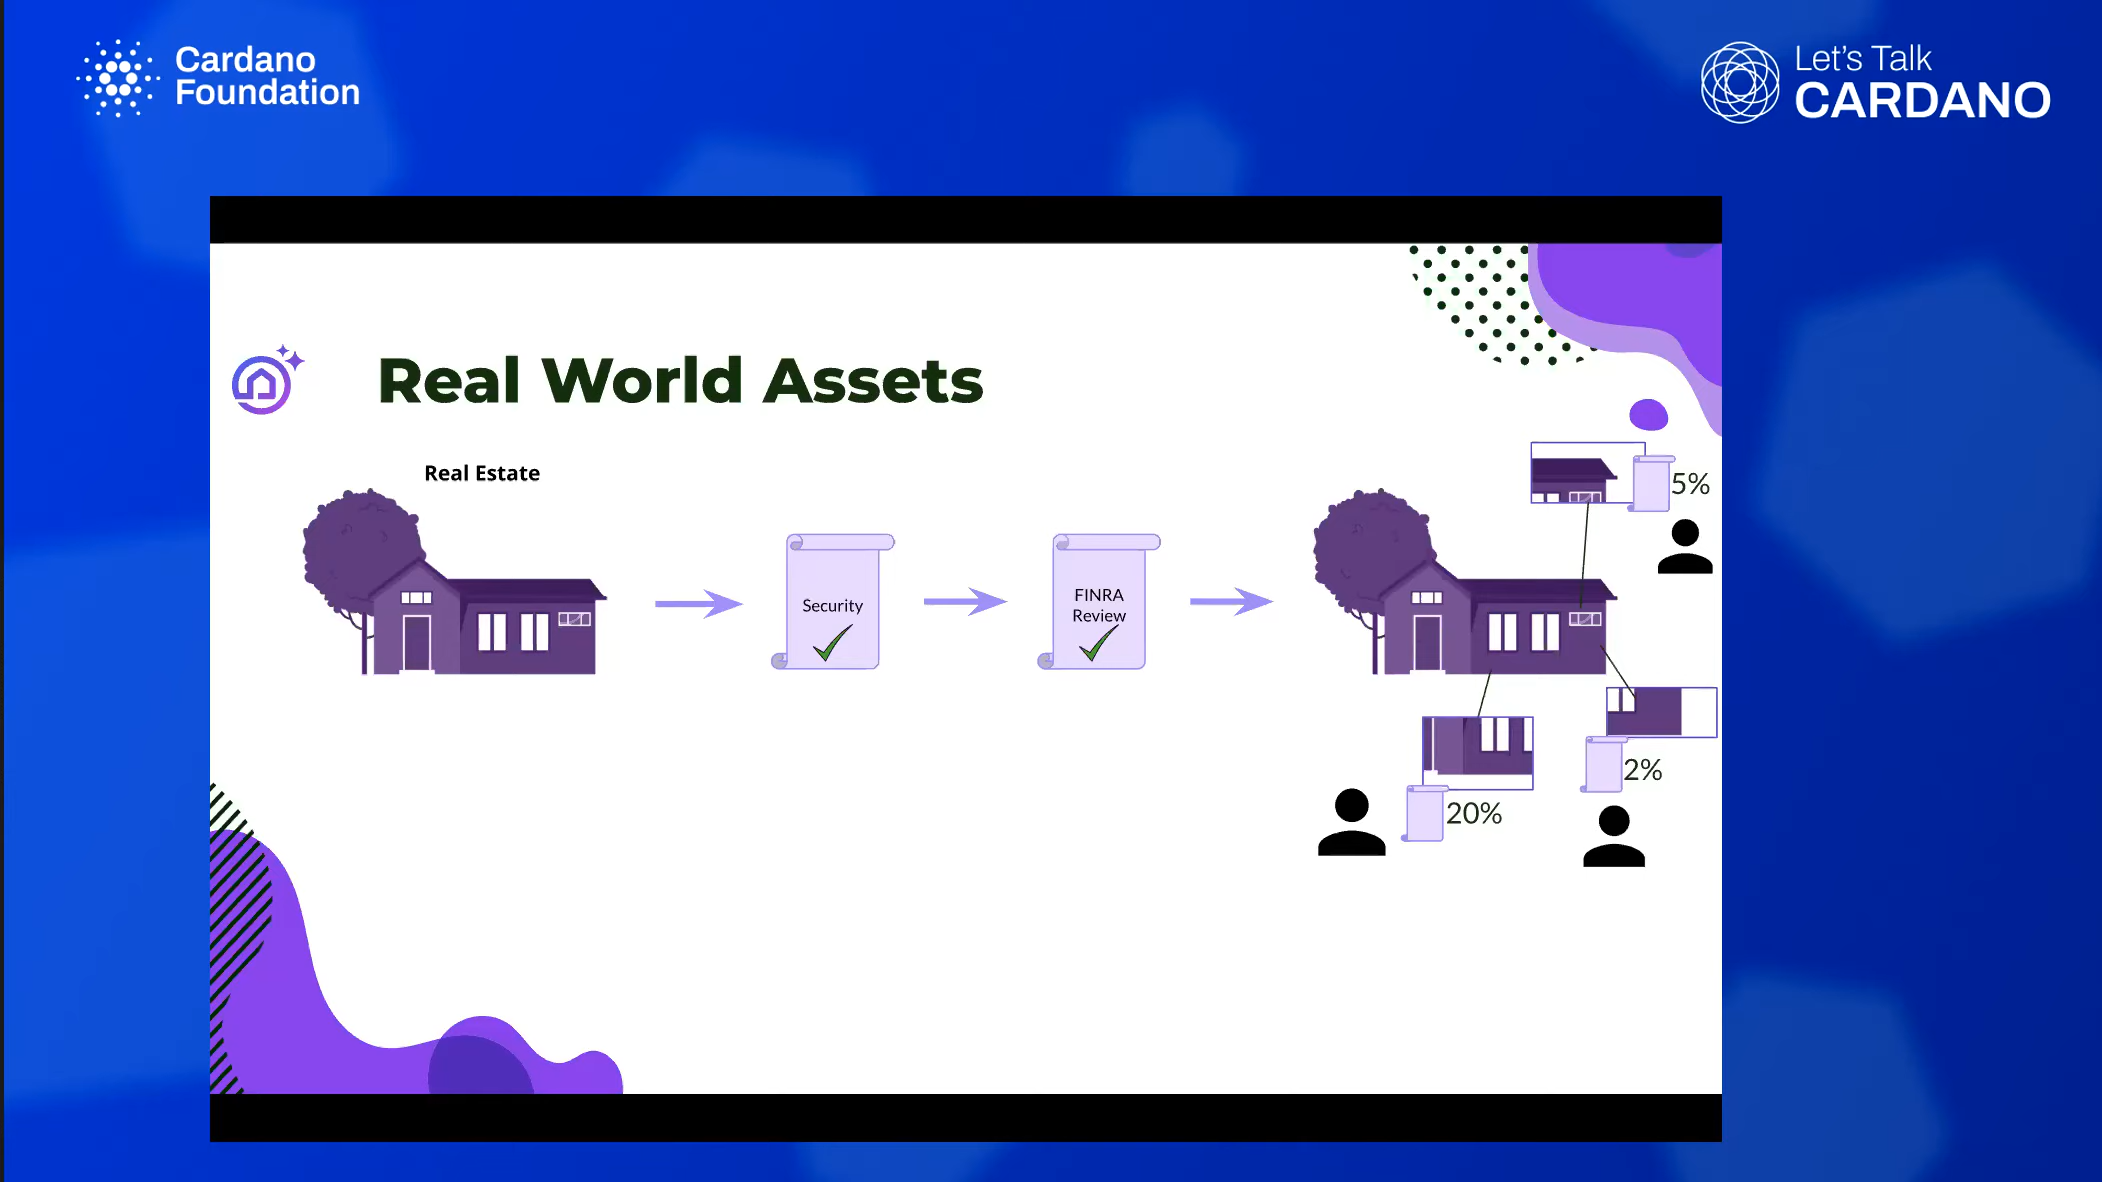 Cardano
Foundation
Let's Talk
CARDANO
Real World Assets
Real Estate
Security
FINRA
Review
5%
2%
20%